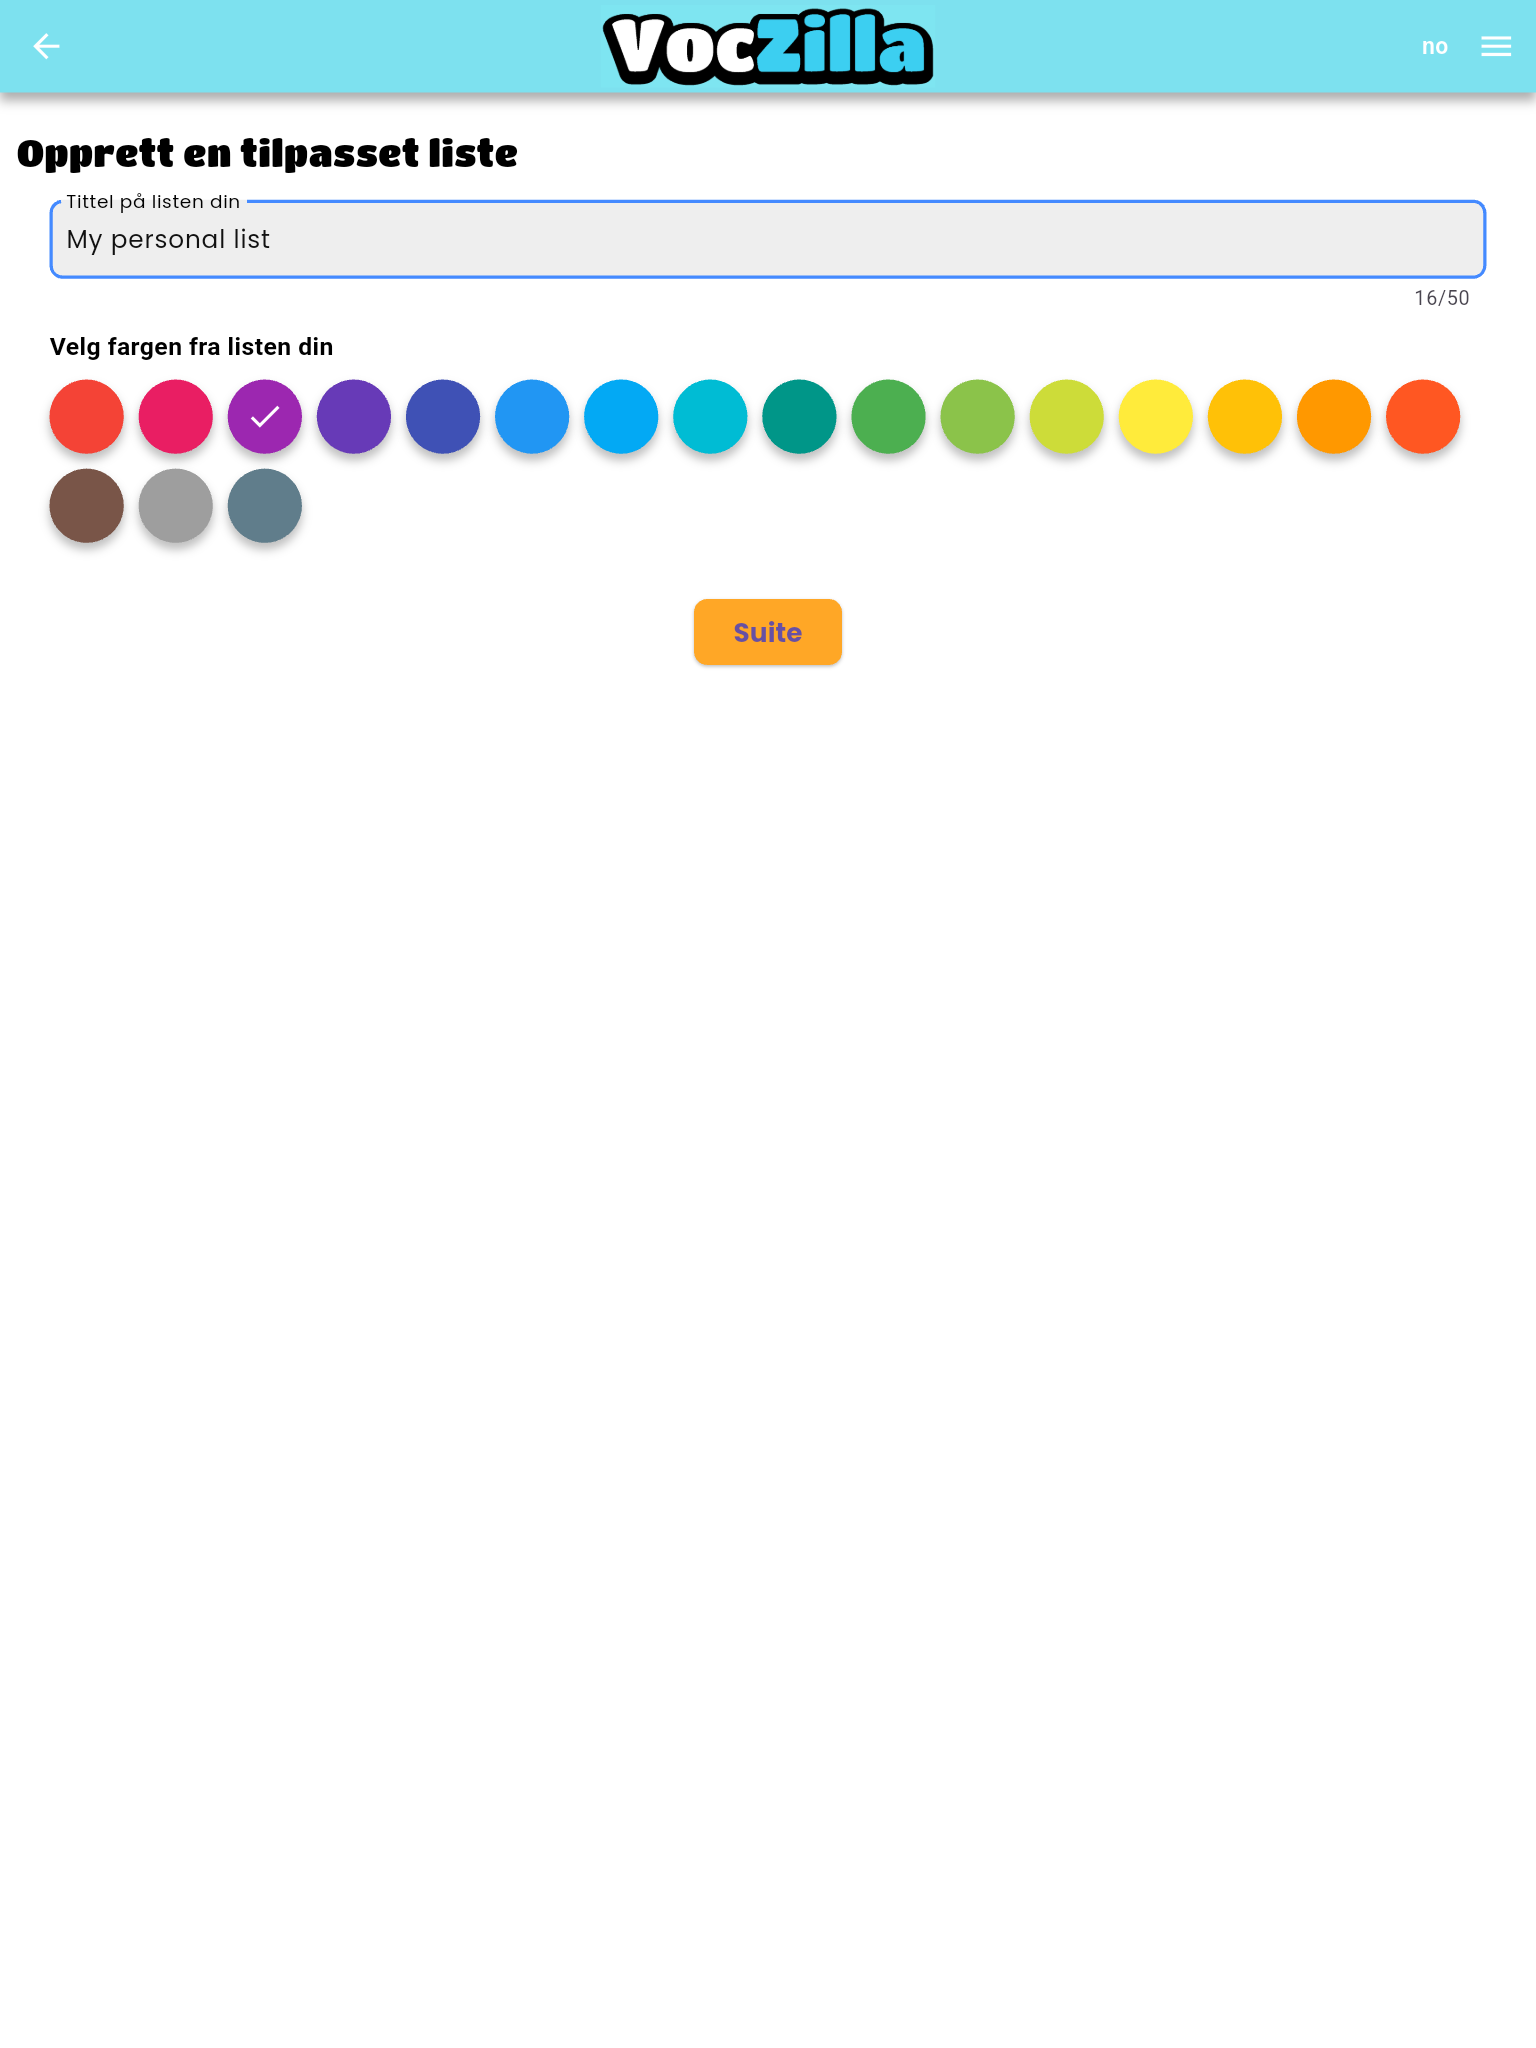 VocZilla
no
Opprett en tilpasset liste
Tittel på listen din
My personal list
16/50
Velg fargen fra listen din
Suite